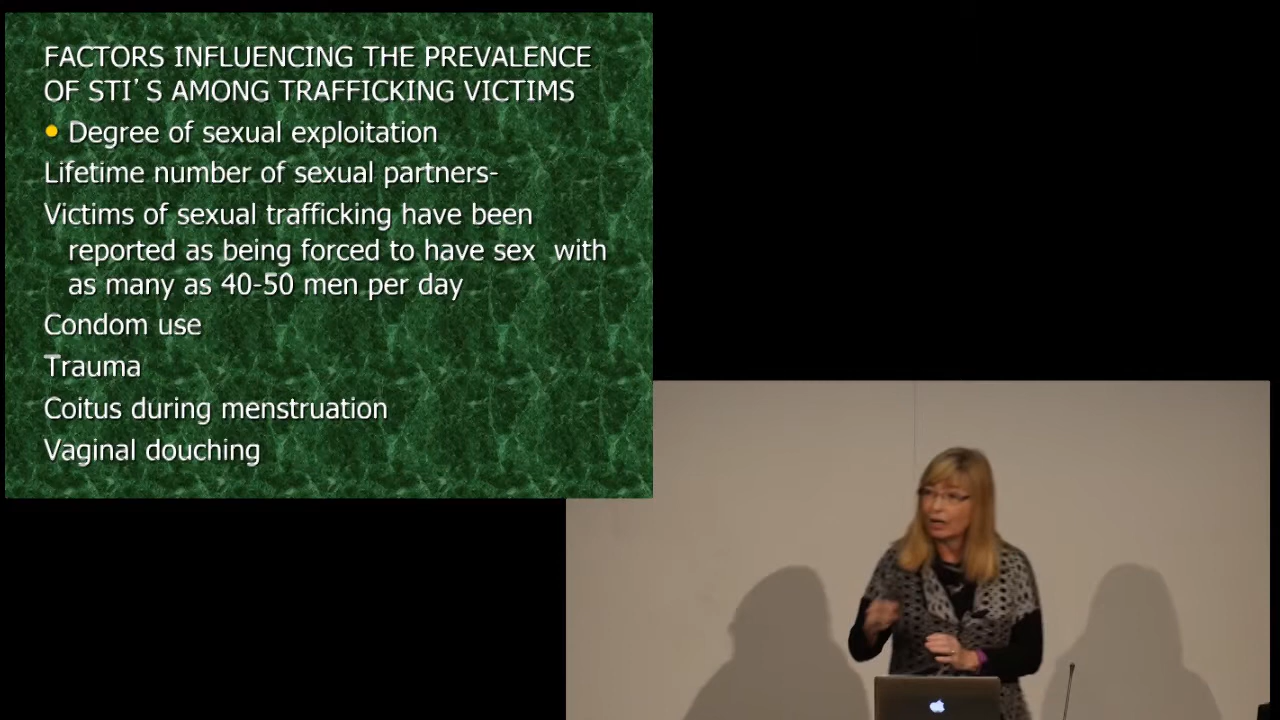 FACTORS INFLUENCING THE PREVALENCE
OF STI'S AMONG TRAFFICKING VICTIMS
• Degree of sexual exploitation
Lifetime number of sexual partners-
Victims of sexual trafficking have been
reported as being forced to have sex with
as many as 40-50 men per day
Condom use
Trauma
Coitus during menstruation
Vaginal douching